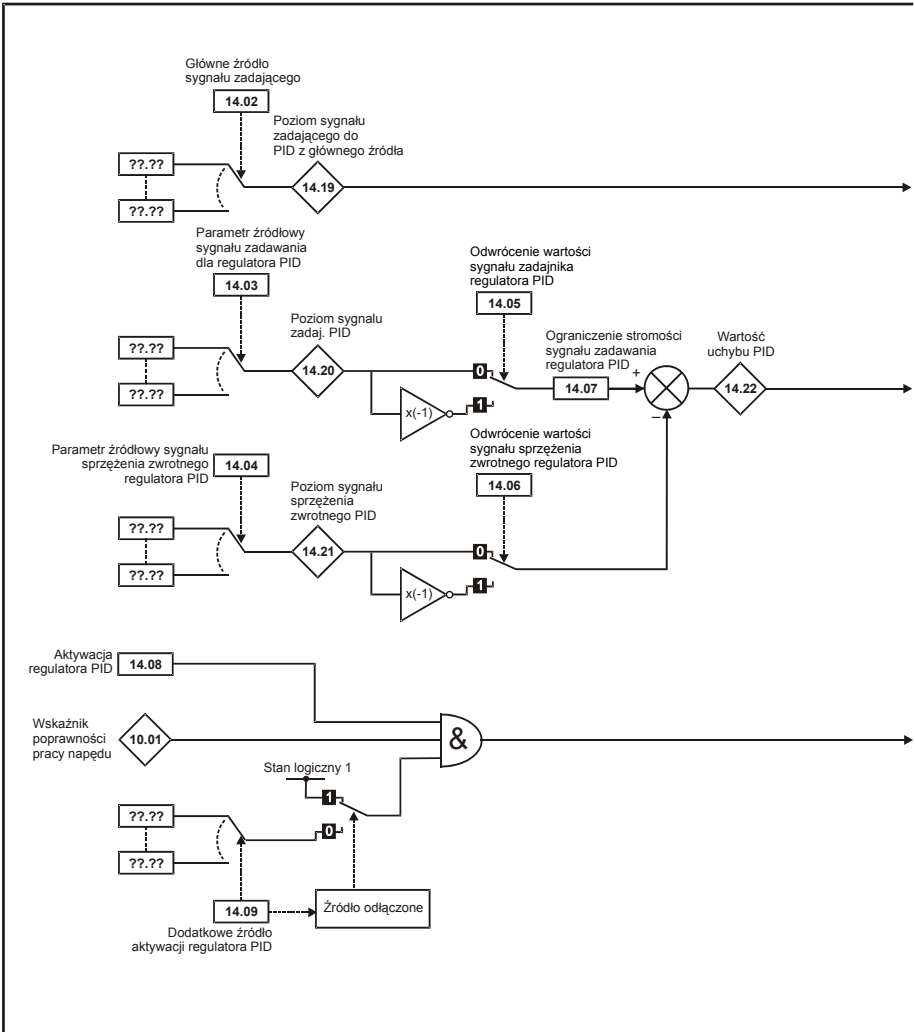 Główne źródło
sygnału zadającego
14.02
Poziom sygnału
zadającego do
PID z głównego źródła
??.??
14.19
??.??
Parametr źródłowy
sygnału zadawania
dla regulatora PID
14.03
Odwrócenie wartości
sygnału zadajnika
regulatora PID
14.05
Poziom sygnalu
zadaj. PID
Ograniczenie stromości
sygnału zadawania
regulatora PID
Wartość
uchybu PID
??.??
14.20
0
14.07
+
14.22
??.??
x(-1)
1
–
Parametr źródłowy sygnału
sprzężenia zwrotnego
regulatora PID
14.04
Odwrócenie wartości
sygnału sprzężenia
zwrotnego regulatora PID
14.06
Poziom sygnału
sprzężenia
zwrotnego PID
??.??
14.21
0
??.??
x(-1)
1
Aktywacja
regulatora PID
14.08
Wskaźnik
poprawności
pracy napędu
10.01
&
Stan logiczny 1
1
??.??
0
??.??
14.09
Źródło odłączone
Dodatkowe źródło
aktywacji regulatora PID